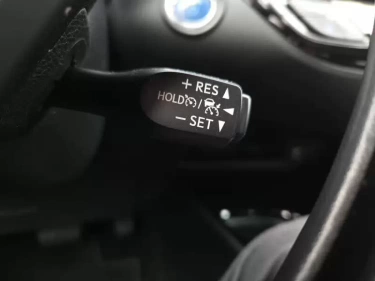 + RES
HOLD /
− SET